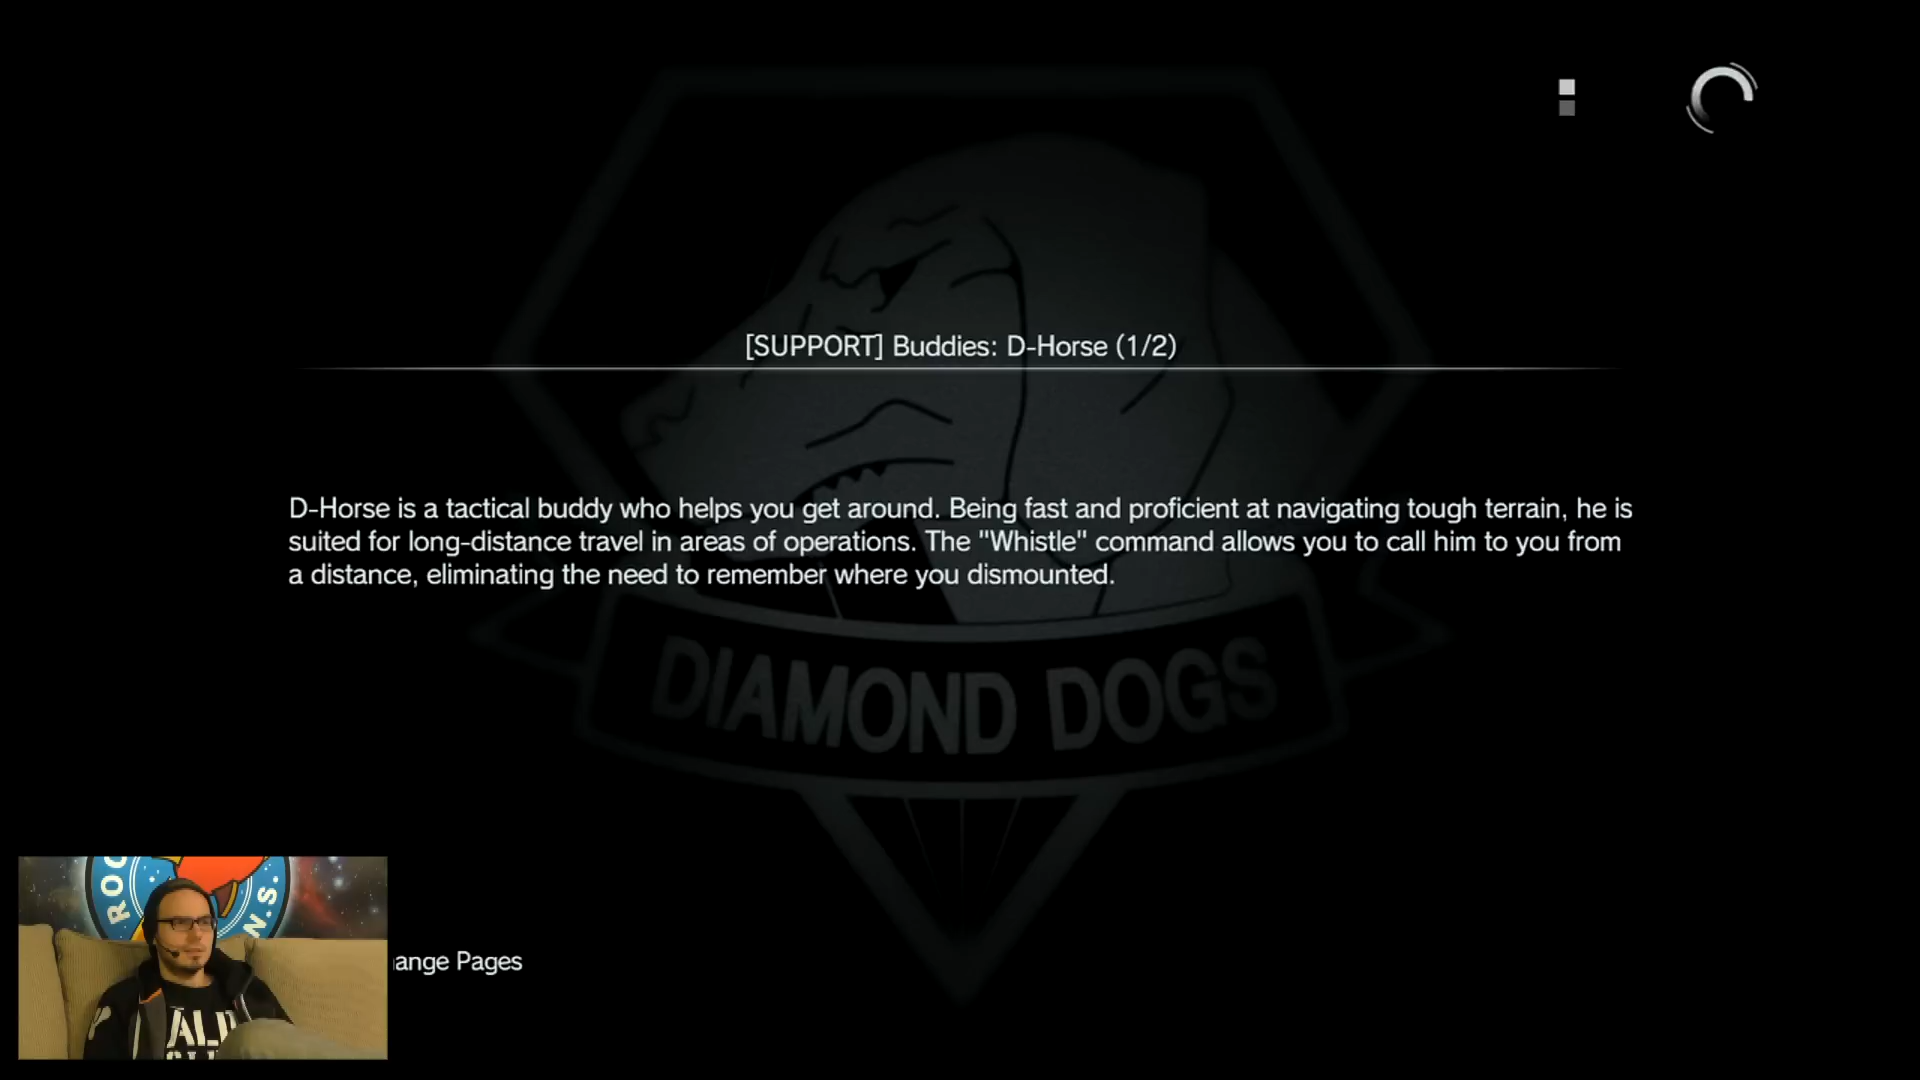 [SUPPORT] Buddies: D-Horse (1/2)
D-Horse is a tactical buddy who helps you get around. Being fast and proficient at navigating tough terrain, he is
suited for long-distance travel in areas of operations. The "Whistle" command allows you to call him to you from
a distance, eliminating the need to remember where you dismounted.
DIAMOND DOGS
ange Pages